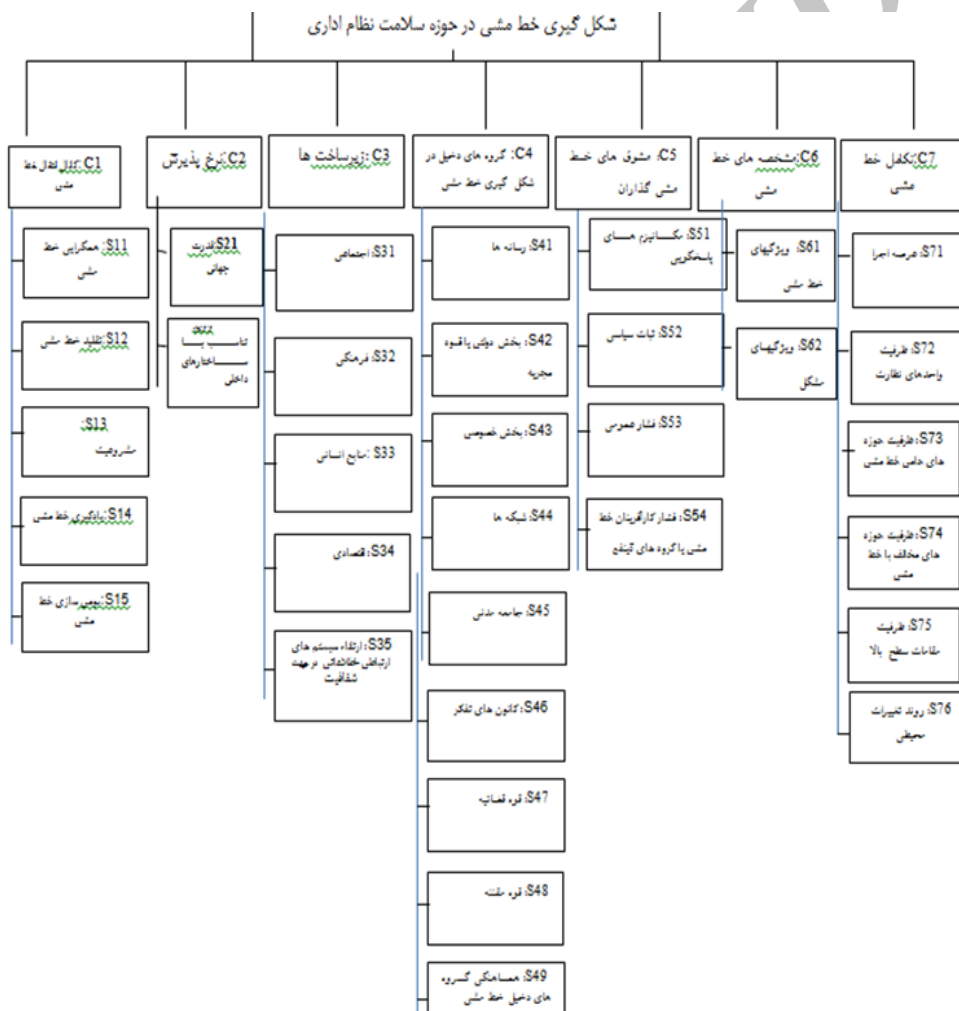 شکل گیری خط مشی در حوزه سلامت نظام اداری
C1: کانال انتقال خط
مشی
S11: همگرایی خط
مشی
S12: تقلید خط مشی
S13:
مشروعیت
S14: یادگیری خط مشی
S15: بومی سازی خط
مشی
C2: نرخ پذیرش
S21: قدرت
جهانی
S22
تناسب با
ساختارهای
داخلی
C3: زیرساخت ها
S31: اجتماعی
S32: فرهنگی
S33: منابع انسانی
S34: اقتصادی
S35: ارتقاء سیستم های
ارتباطی در جهت
شفافیت
C4: گروه های دخیل در
شکل گیری خط مشی
S41: رسانه ها
S42: بخش دولتی یا قوه
مجریه
S43: بخش خصوصی
S44: شبکه ها
S45: جامعه مدنی
S46: کانون های تفکر
S47: قوه قضائیه
S48: قوه مقننه
S49: هماهنگی گروه
های دخیل خط مشی
C5: مشوق های خط
مشی گذاران
S51: مکانیزم های
پاسخگویی
S52: ثبات سیاسی
S53: فشار عمومی
S54: فشار کارآفرینان خط
مشی یا گروه های ذینفع
C6: مشخصه های خط
مشی
S61: ویژگیهای
خط مشی
S62: ویژگیهای
مشکل
C7: تکفل خط
مشی
S71: عرصه اجرا
S72: ظرفیت
واحدهای نظارت
S73: ظرفیت حوزه
های حامی خط مشی
S74: ظرفیت حوزه
های مخالف با خط
مشی
S75: ظرفیت
مقامات سطح بالا
S76: روند تغییرات
محیطی